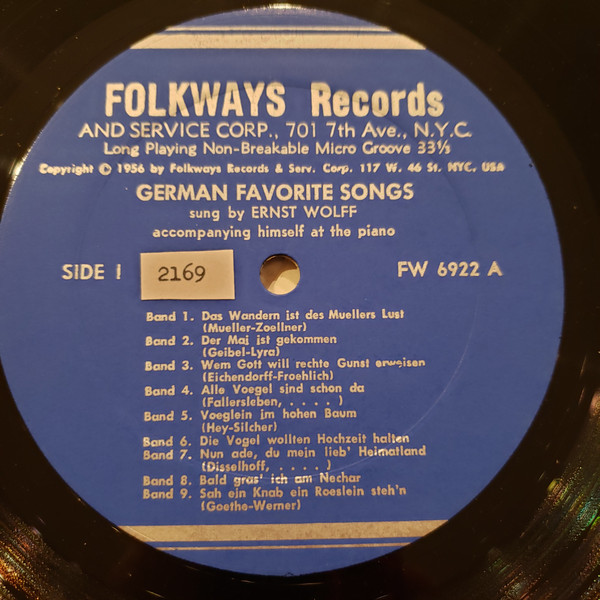 FOLKWAYS Records
AND SERVICE CORP., 701 7th Ave., N.Y.C.
Long Playing Non-Breakable Micro Groove 33⅓
Copyright © 1956 by Folkways Records & Serv. Corp. 117 W. 46 St. NYC, USA
GERMAN FAVORITE SONGS
sung by ERNST WOLFF
accompanying himself at the piano
SIDE I 2169 FW 6922 A
Band 1. Das Wandern ist des Muellers Lust
(Mueller-Zoellner)
Band 2. Der Mai ist gekommen
(Geibel-Lyra)
Band 3. Wem Gott will rechte Gunst erweisen
(Eichendorff-Froehlich)
Band 4. Alle Voegel sind schon da
(Fallersleben, . . . . )
Band 5. Voeglein im hohen Baum
(Hey-Silcher)
Band 6. Die Vogel wollten Hochzeit halten
Band 7. Nun ade, du mein lieb' Heimatland
(Disselhoff, . . . . )
Band 8. Bald gras' ich am Nechar
Band 9. Sah ein Knab ein Roeslein steh'n
(Goethe-Werner)